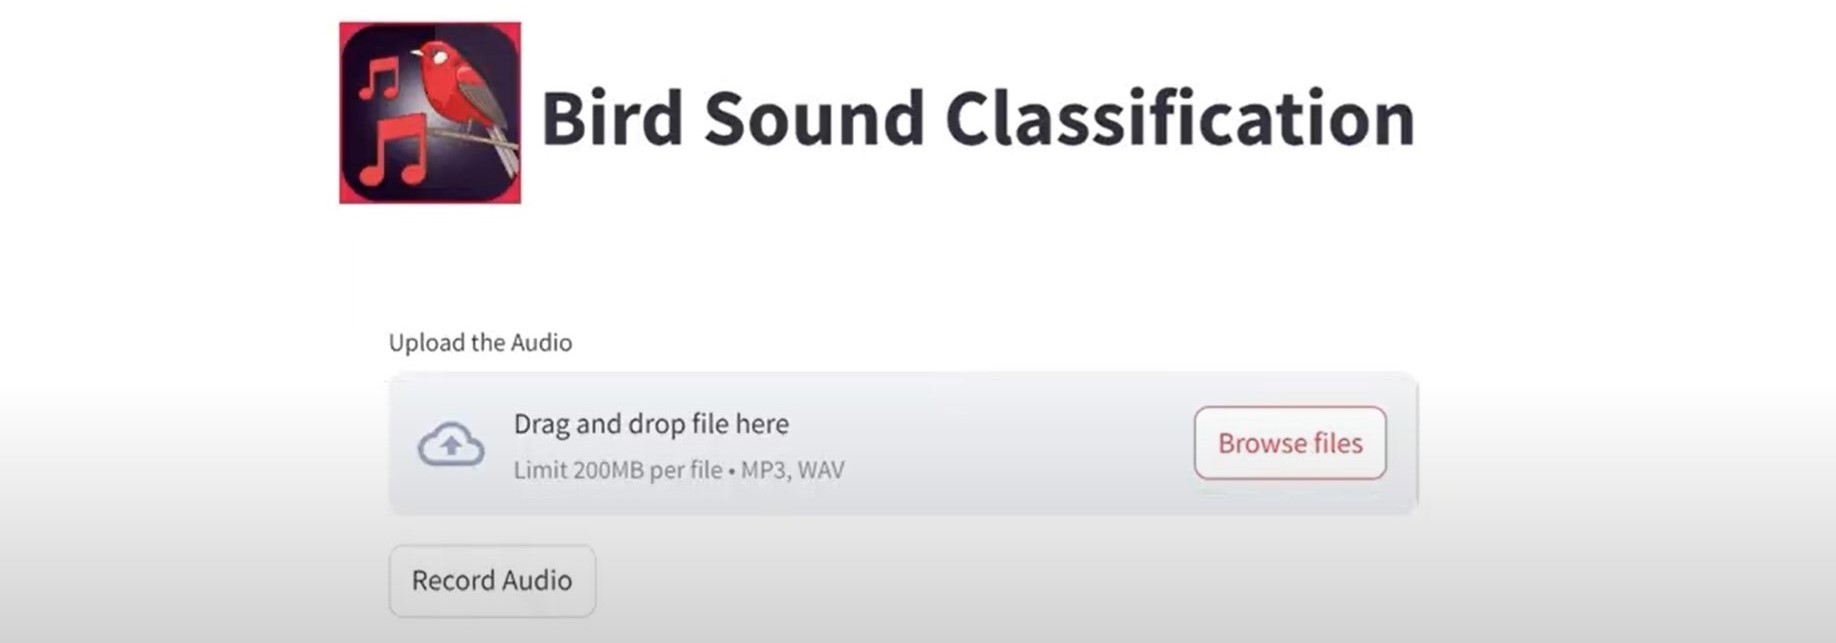 Bird Sound Classification
Upload the Audio
Drag and drop file here
Limit 200MB per file • MP3, WAV
Browse files
Record Audio